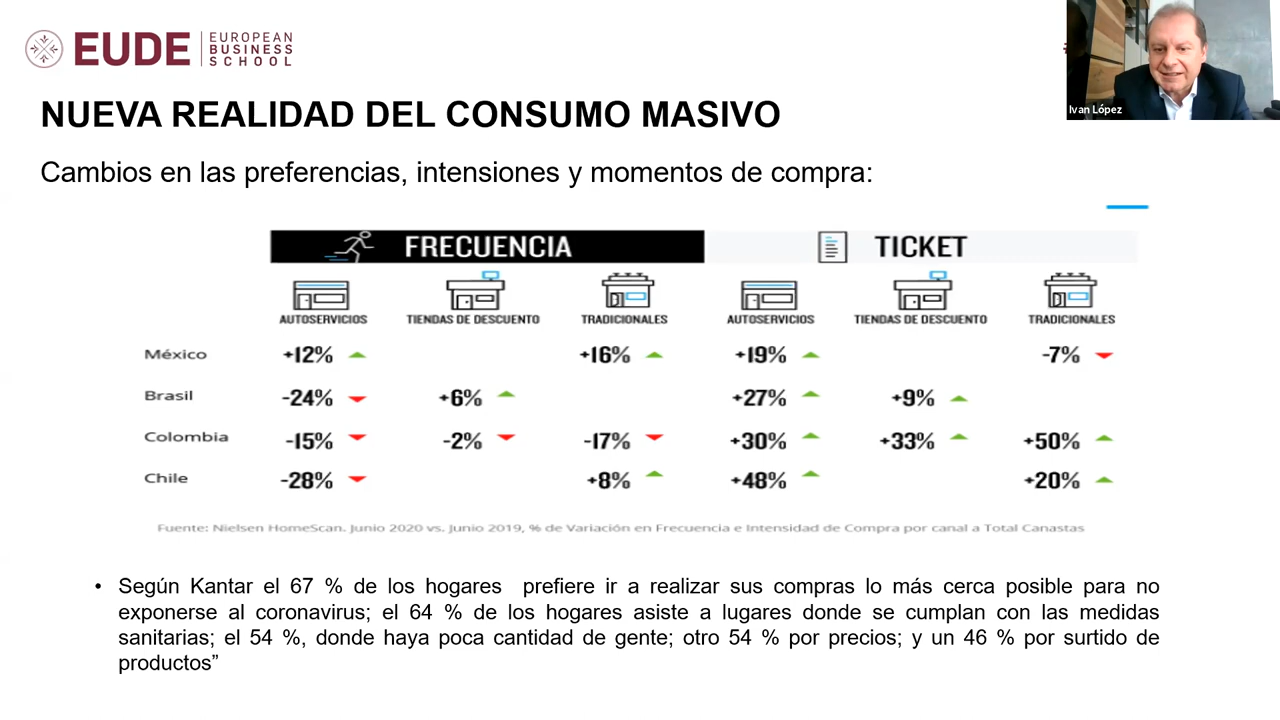 EUDE
EUROPEAN
BUSINESS
SCHOOL
Ivan López
NUEVA REALIDAD DEL CONSUMO MASIVO
Cambios en las preferencias, intensiones y momentos de compra:
FRECUENCIA TICKET
AUTOSERVICIOS TIENDAS DE DESCUENTO TRADICIONALES AUTOSERVICIOS TIENDAS DE DESCUENTO TRADICIONALES
México +12% +16% +19% -7%
Brasil -24% +6% +27% +9%
Colombia -15% -2% -17% +30% +33% +50%
Chile -28% +8% +48% +20%
Fuente: Nielsen HomeScan. Junio 2020 vs. Junio 2019, % de Variación en Frecuencia e Intensidad de Compra por canal a Total Canastas
• Según Kantar el 67 % de los hogares prefiere ir a realizar sus compras lo más cerca posible para no
exponerse al coronavirus; el 64 % de los hogares asiste a lugares donde se cumplan con las medidas
sanitarias; el 54 %, donde haya poca cantidad de gente; otro 54 % por precios; y un 46 % por surtido de
productos”